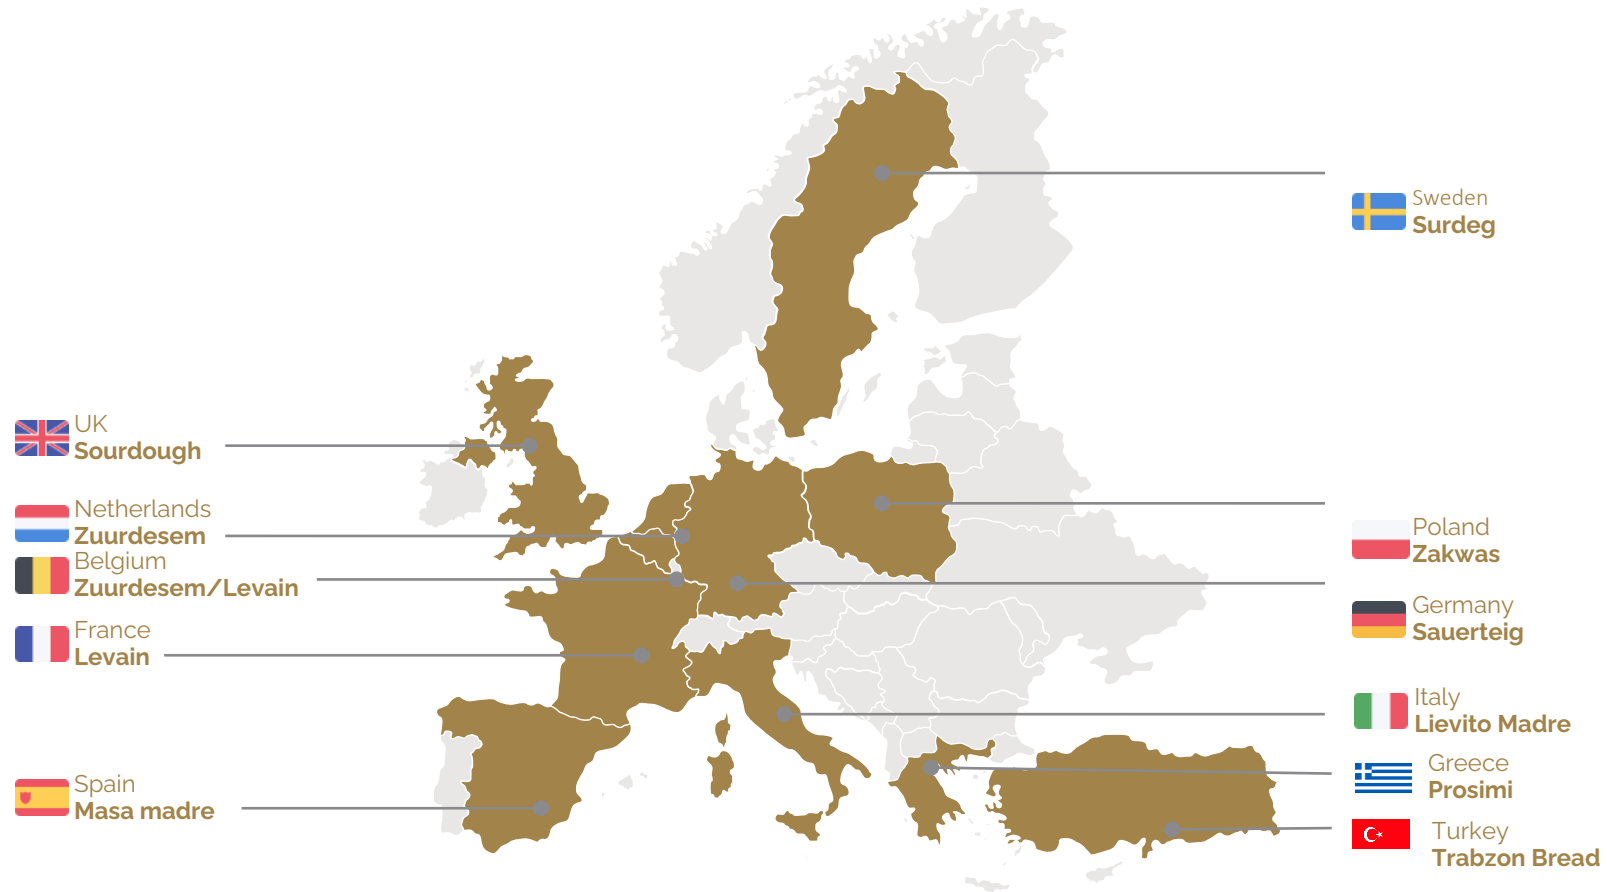 UK
Sourdough
Netherlands
Zuurdesem
Belgium
Zuurdesem/Levain
France
Levain
Spain
Masa madre
Sweden
Surdeg
Poland
Zakwas
Germany
Sauerteig
Italy
Lievito Madre
Greece
Prosimi
Turkey
Trabzon Bread